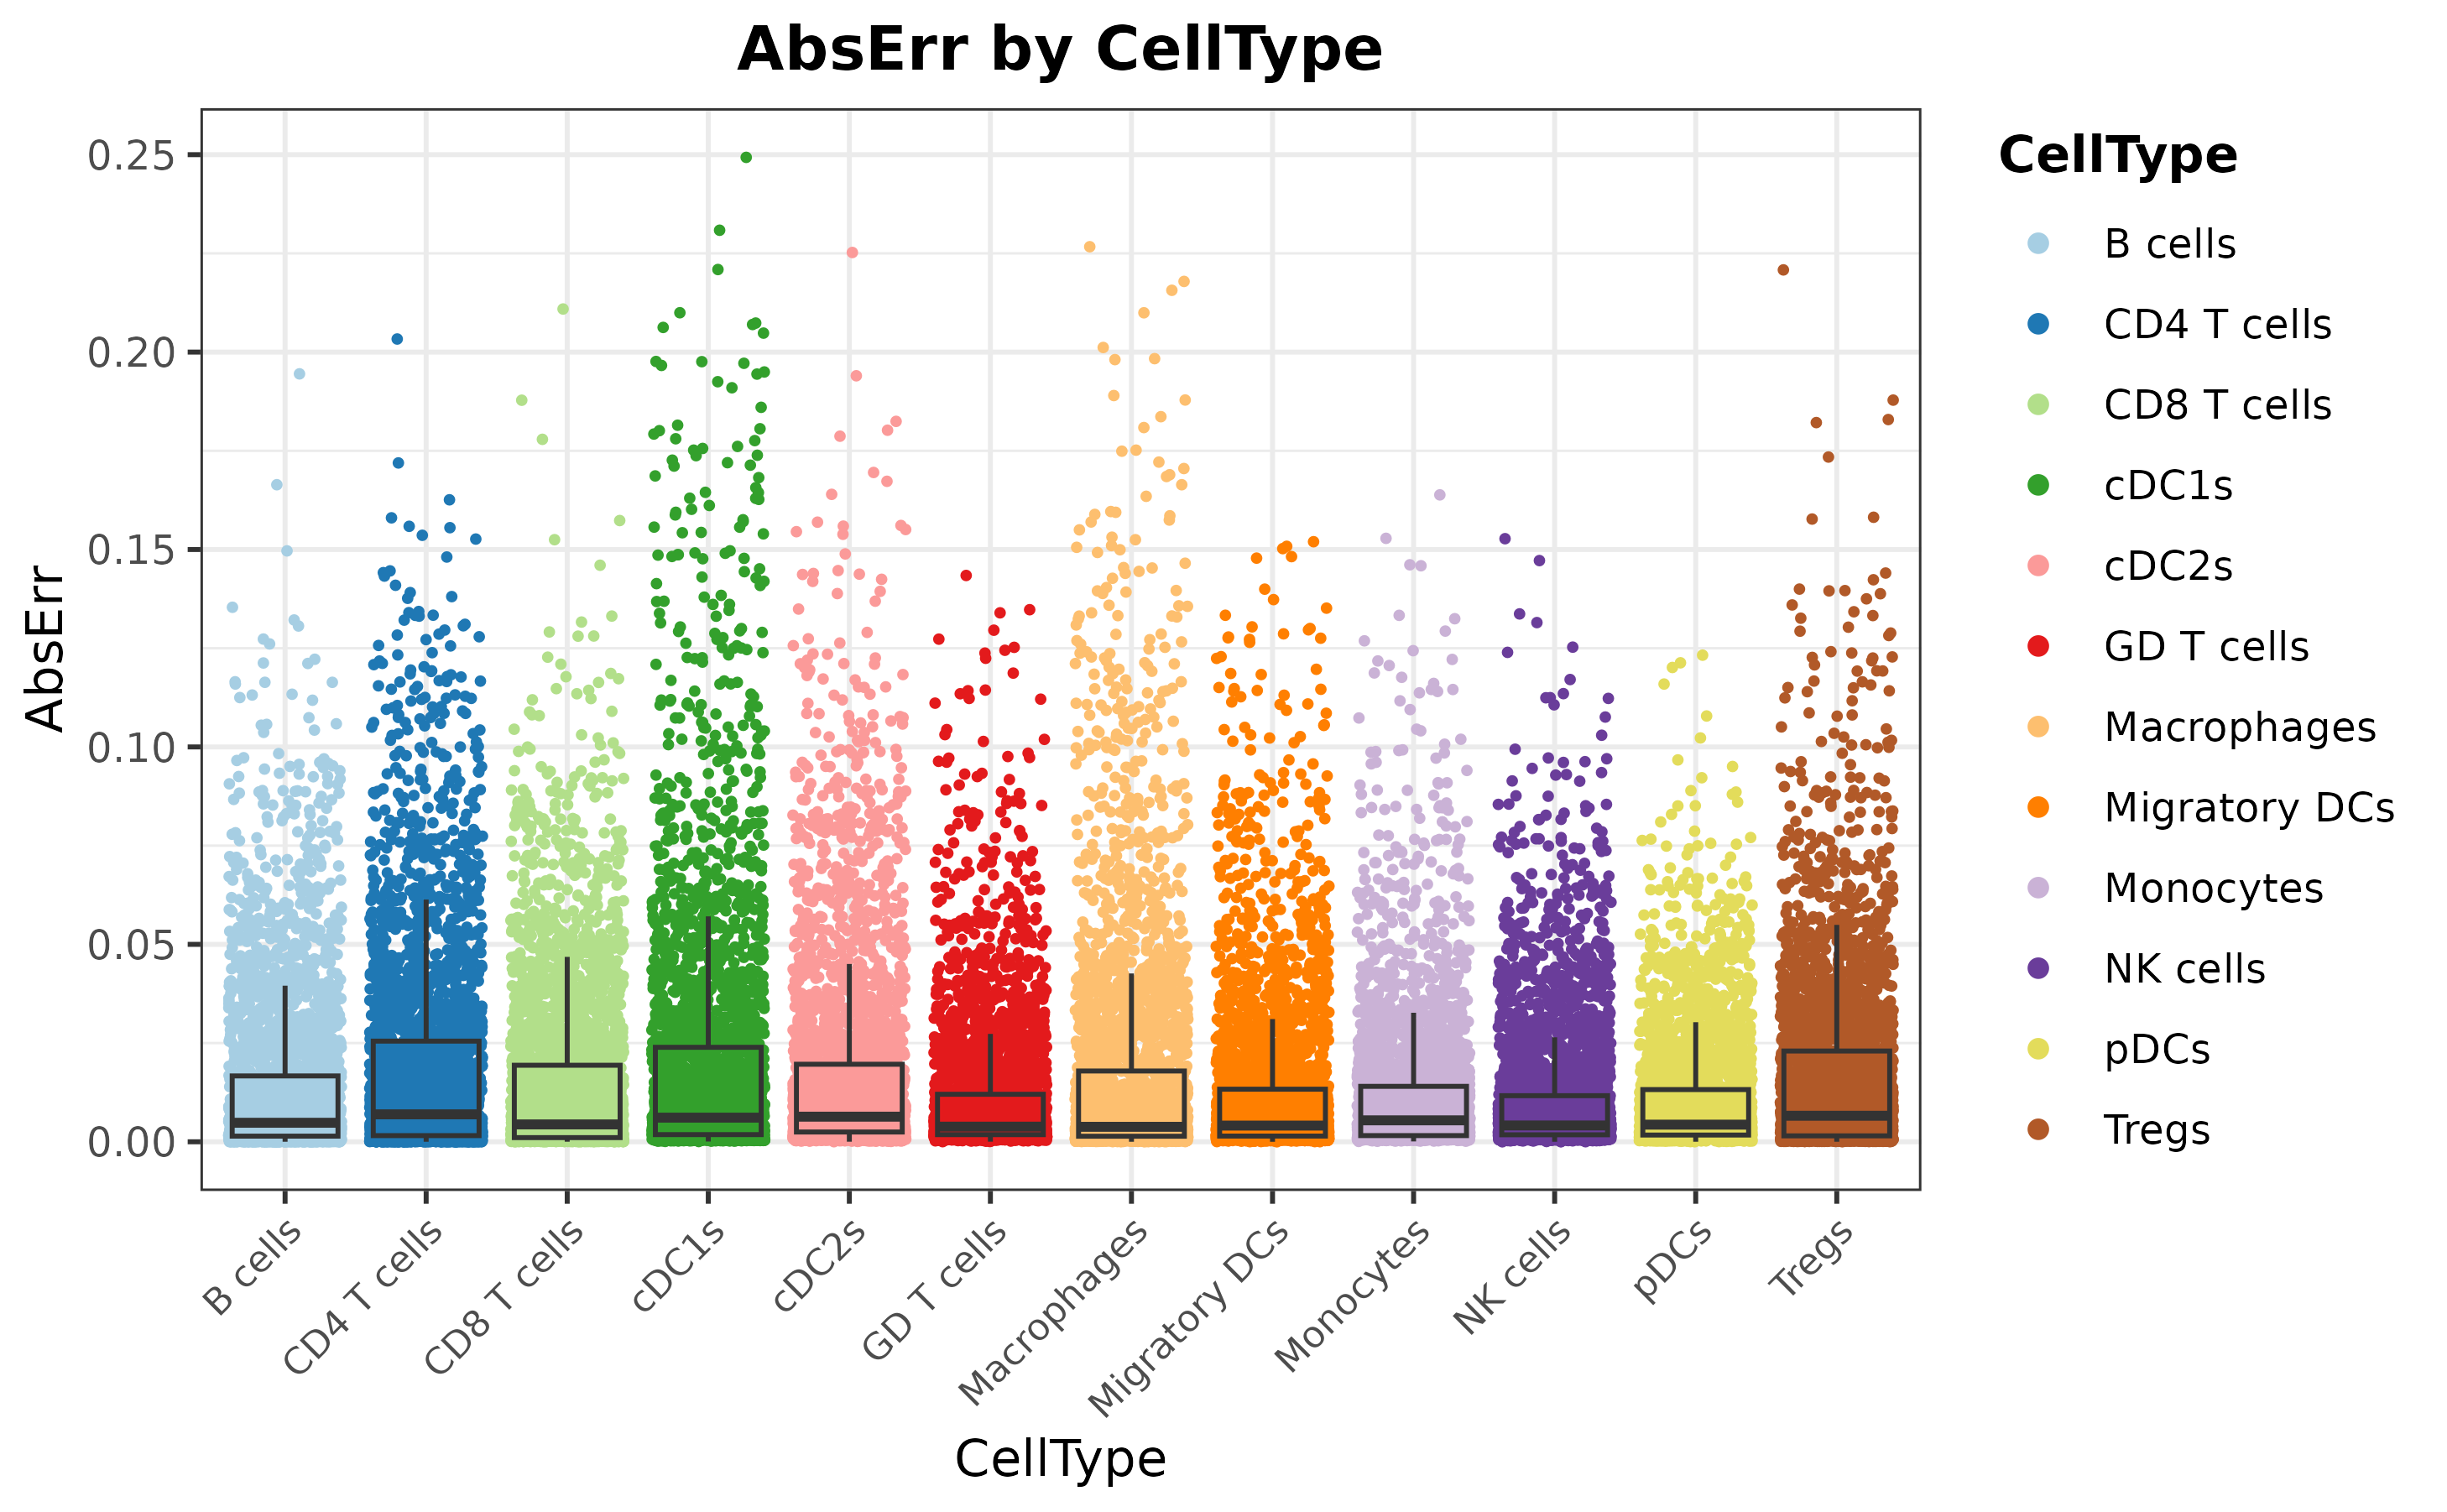 AbsErr by CellType
AbsErr
0.25
0.20
0.15
0.10
0.05
0.00
B cells
CD4 T cells
CD8 T cells
cDC1s
cDC2s
GD T cells
Macrophages
Migratory DCs
Monocytes
NK cells
pDCs
Tregs
CellType
CellType
B cells
CD4 T cells
CD8 T cells
cDC1s
cDC2s
GD T cells
Macrophages
Migratory DCs
Monocytes
NK cells
pDCs
Tregs